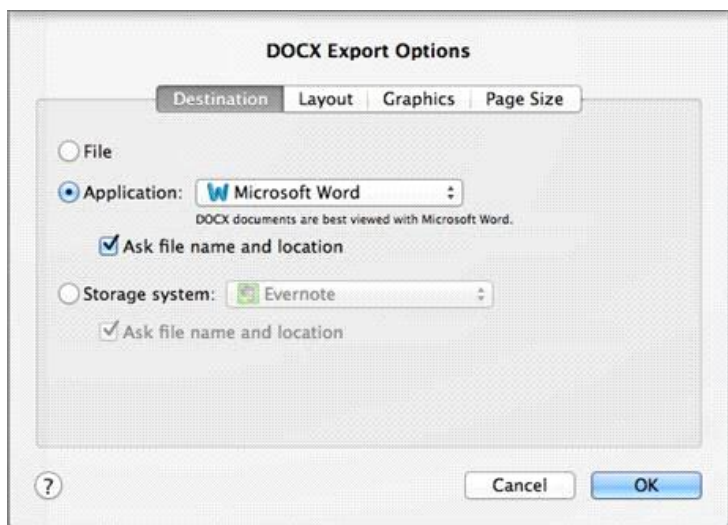 DOCX Export Options
Destination Layout Graphics Page Size
File
Application: Microsoft Word
DOCX documents are best viewed with Microsoft Word.
Ask file name and location
Storage system: Evernote
Ask file name and location
? Cancel OK